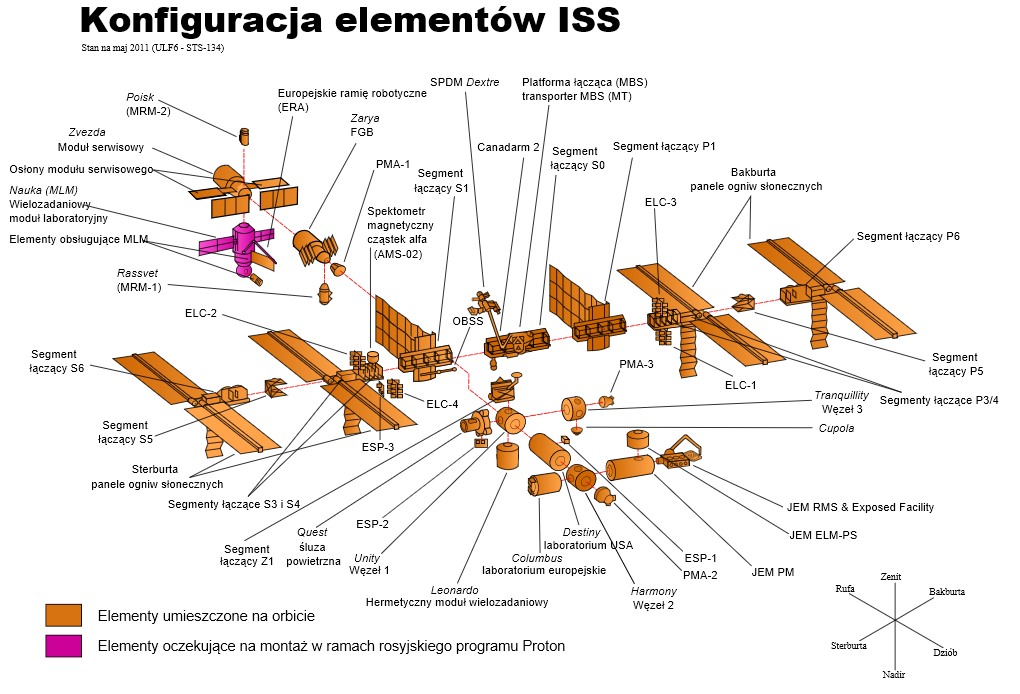 Konfiguracja elementów ISS
Stan na maj 2011 (ULF6 - STS-134)
Poisk
(MRM-2)
Zvezda
Moduł serwisowy
Osłony modułu serwisowego
Nauka (MLM)
Wielozadaniowy
moduł laboratoryjny
Elementy obsługujące MLM
Rassvet
(MRM-1)
Europejskie ramię robotyczne
(ERA)
Zarya
FGB
PMA-1
Spektometr
magnetyczny
cząstek alfa
(AMS-02)
Segment
łączący S1
SPDM Dextre
Canadarm 2
Platforma łącząca (MBS)
transporter MBS (MT)
Segment
łączący S0
Segment łączący P1
ELC-3
Bakburta
panele ogniw słonecznych
Segment łączący P6
ELC-2
OBSS
Segment
łączący S6
Segment
łączący S5
Sterburta
panele ogniw słonecznych
Segmenty łączące S3 i S4
ESP-3
ELC-4
PMA-3
ELC-1
Segment
łączący P5
Segmenty łączące P3/4
Tranquillity
Węzeł 3
Cupola
ESP-2
Segment
łączący Z1
Quest
śluza
powietrzna
Unity
Węzeł 1
Leonardo
Hermetyczny moduł wielozadaniowy
Destiny
laboratorium USA
Columbus
laboratorium europejskie
Harmony
Węzeł 2
ESP-1
PMA-2
JEM PM
JEM ELM-PS
JEM RMS & Exposed Facility
Elementy umieszczone na orbicie
Elementy oczekujące na montaż w ramach rosyjskiego programu Proton
Zenit
Rufa
Bakburta
Sterburta
Dziób
Nadir